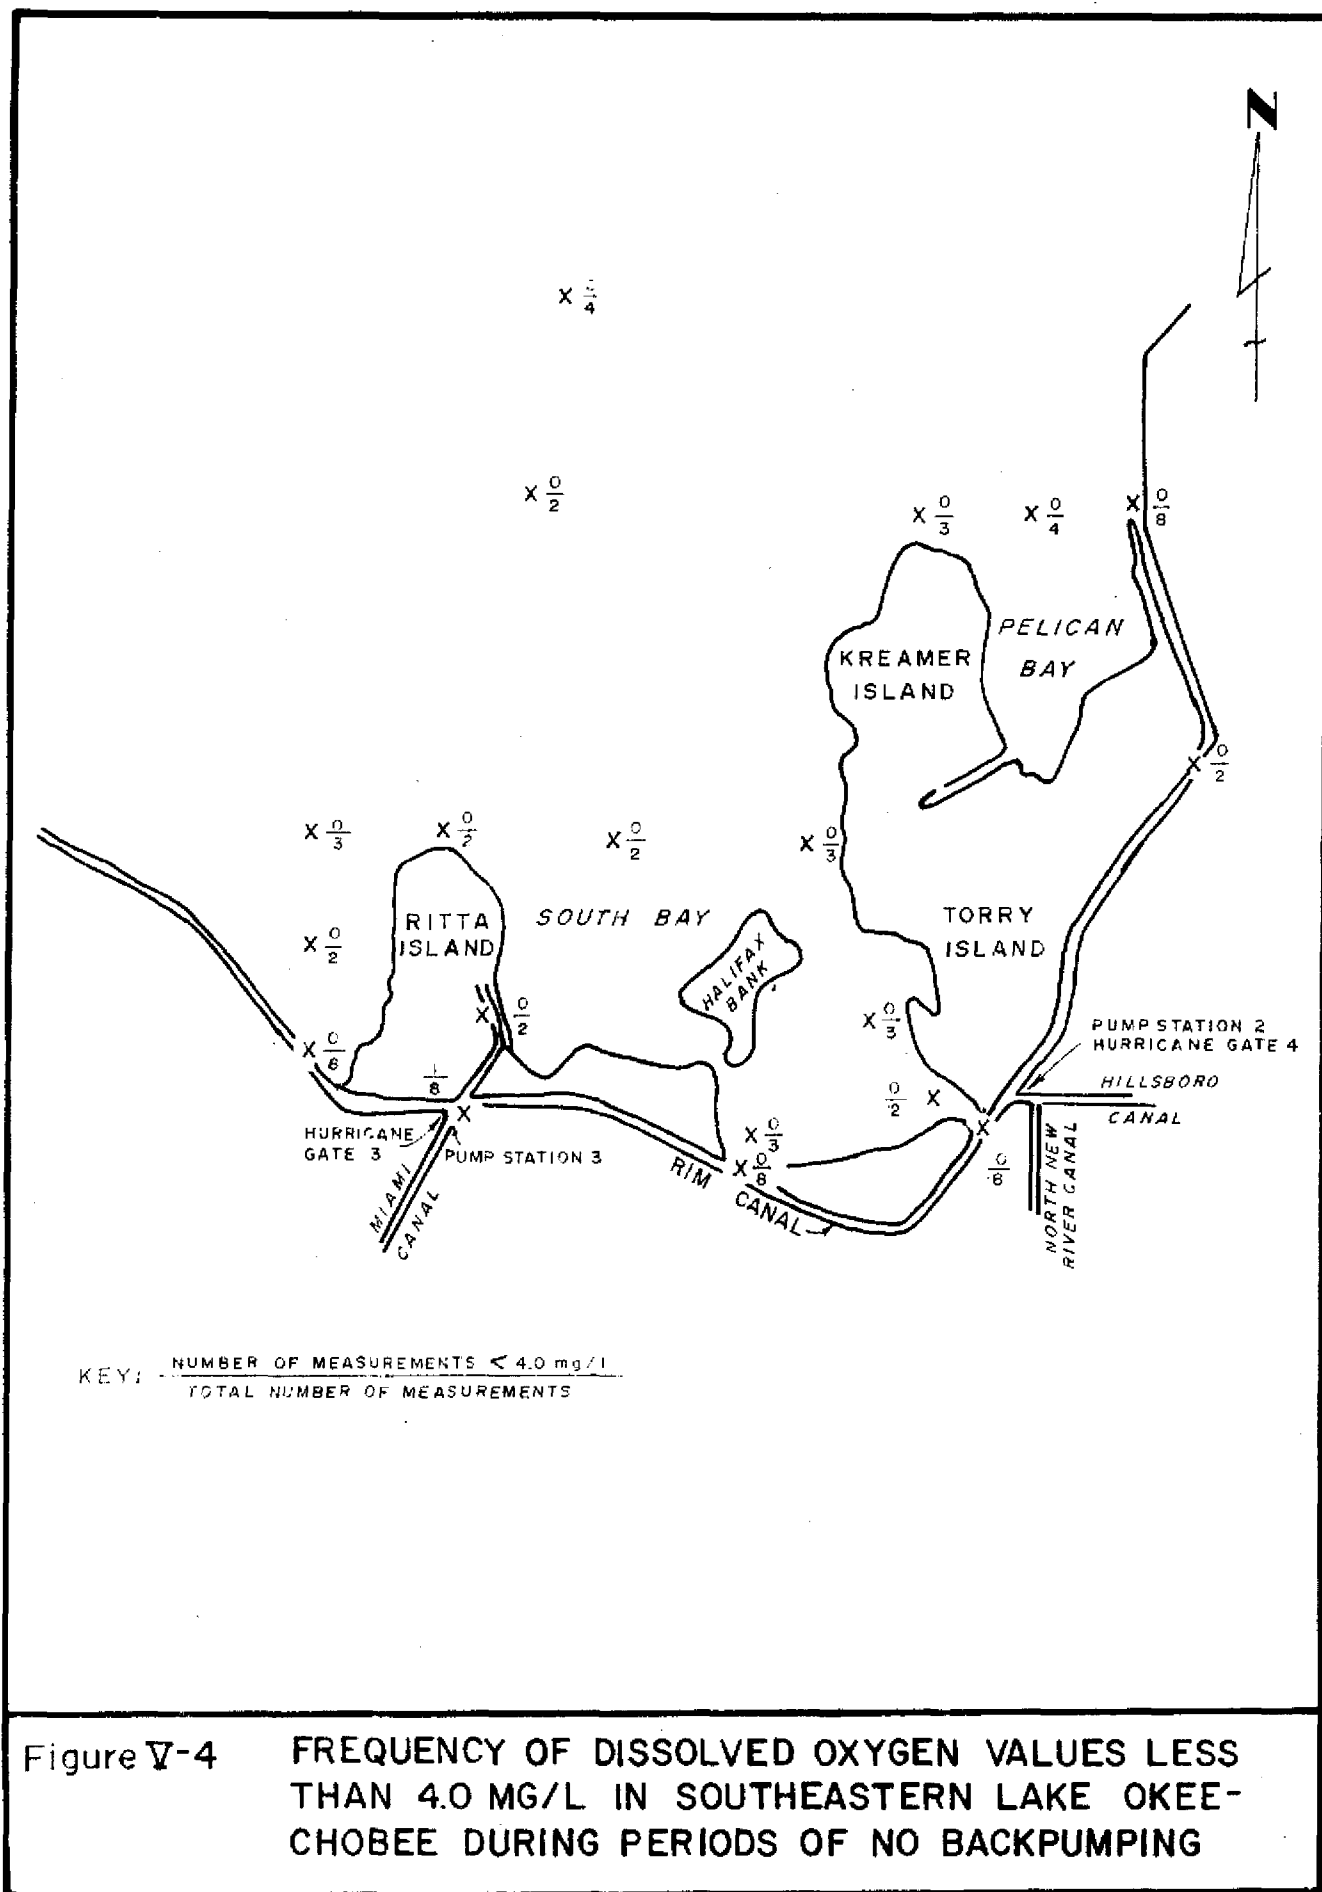 N
X 4
X 0/2
X 0/3
X 0/4
X 0/8
PELICAN
BAY
KREAMER
ISLAND
X 0/2
X 0/3
X 0/2
X 0/2
X 0/3
RITTA
ISLAND
SOUTH BAY
TORRY
ISLAND
X 0/2
HALIFAX
BANK
X 0/2
X 0/3
PUMP STATION 2
HURRICANE GATE 4
X 0/8
1/8
X
0/2 X
HILLSBORO
CANAL
HURRICANE
GATE 3
PUMP STATION 3
X 0/3
X 0/8
X
0/8
RIM
CANAL
MIAMI
CANAL
NORTH NEW
RIVER CANAL
KEY:
NUMBER OF MEASUREMENTS < 4.0 mg/l
TOTAL NUMBER OF MEASUREMENTS
Figure V-4
FREQUENCY OF DISSOLVED OXYGEN VALUES LESS
THAN 4.0 MG/L IN SOUTHEASTERN LAKE OKEE-
CHOBEE DURING PERIODS OF NO BACKPUMPING